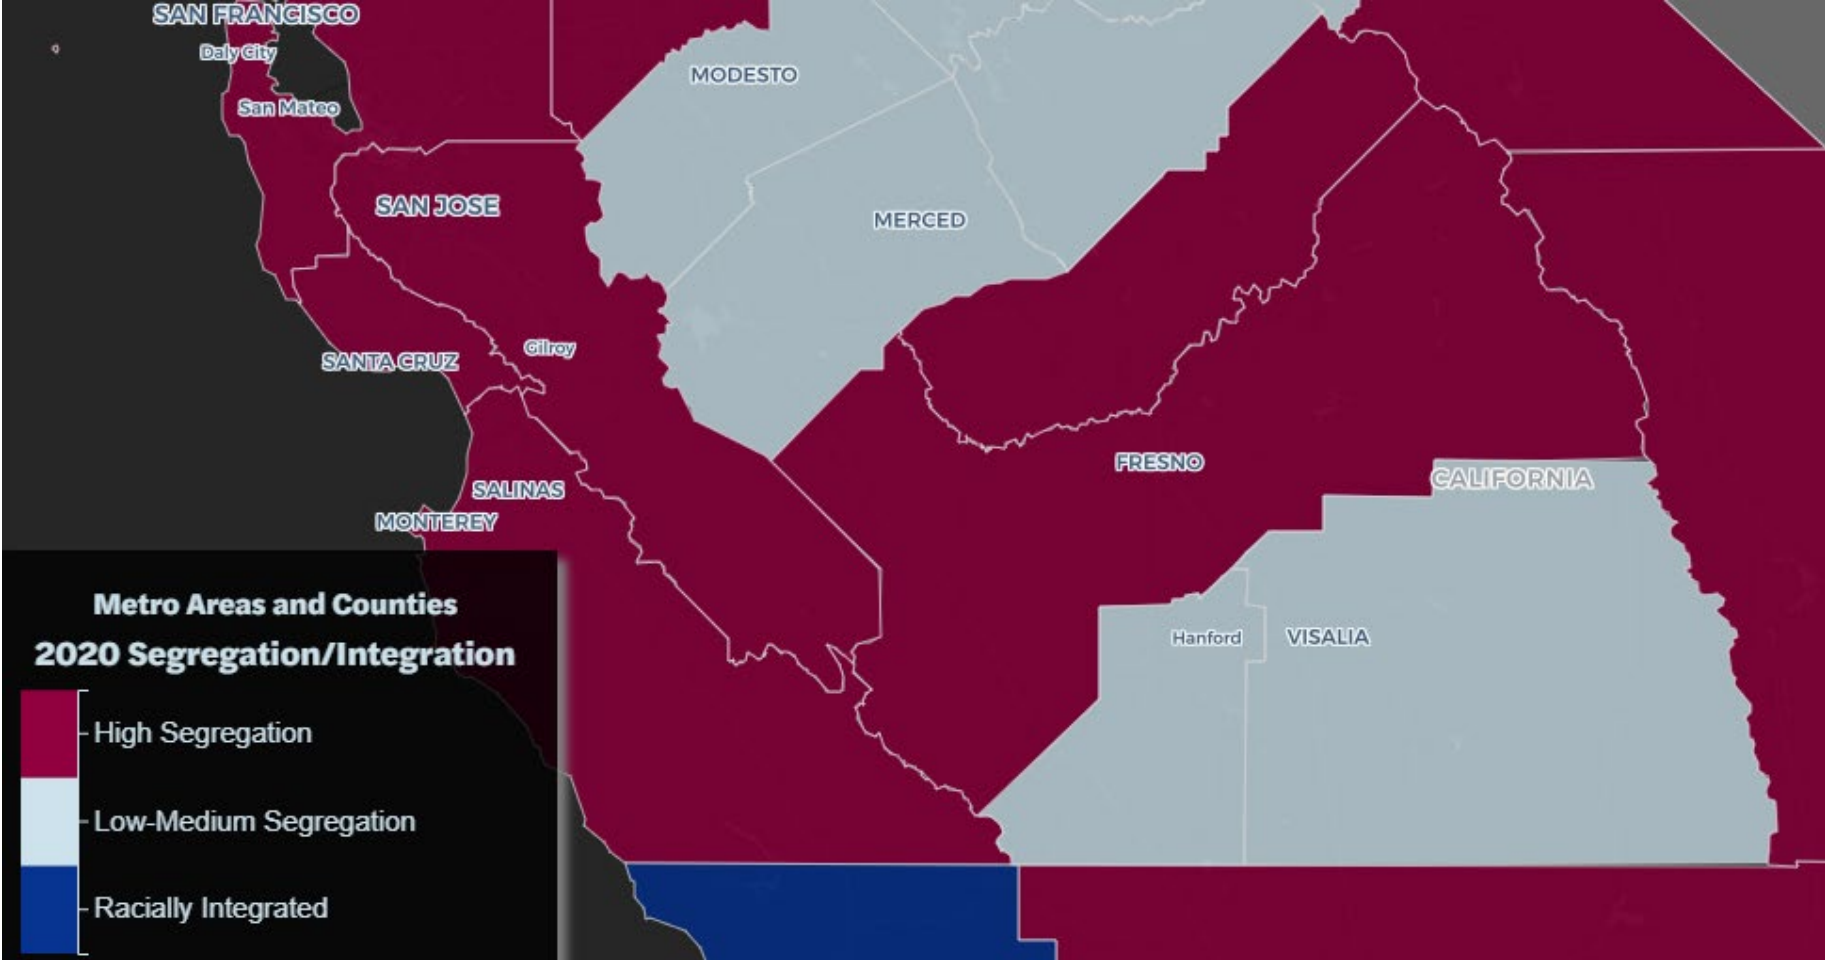 SAN FRANCISCO
Daly City
San Mateo
MODESTO
SAN JOSE
MERCED
Gilroy
SANTA CRUZ
FRESNO
CALIFORNIA
SALINAS
MONTEREY
Hanford
VISALIA
Metro Areas and Counties
2020 Segregation/Integration
High Segregation
Low-Medium Segregation
Racially Integrated